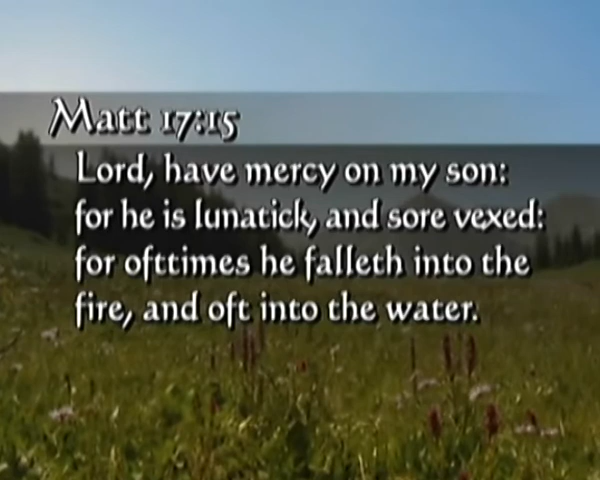 Matt 17:15
Lord, have mercy on my son:
for he is lunatick, and sore vexed:
for ofttimes he falleth into the
fire, and oft into the water.